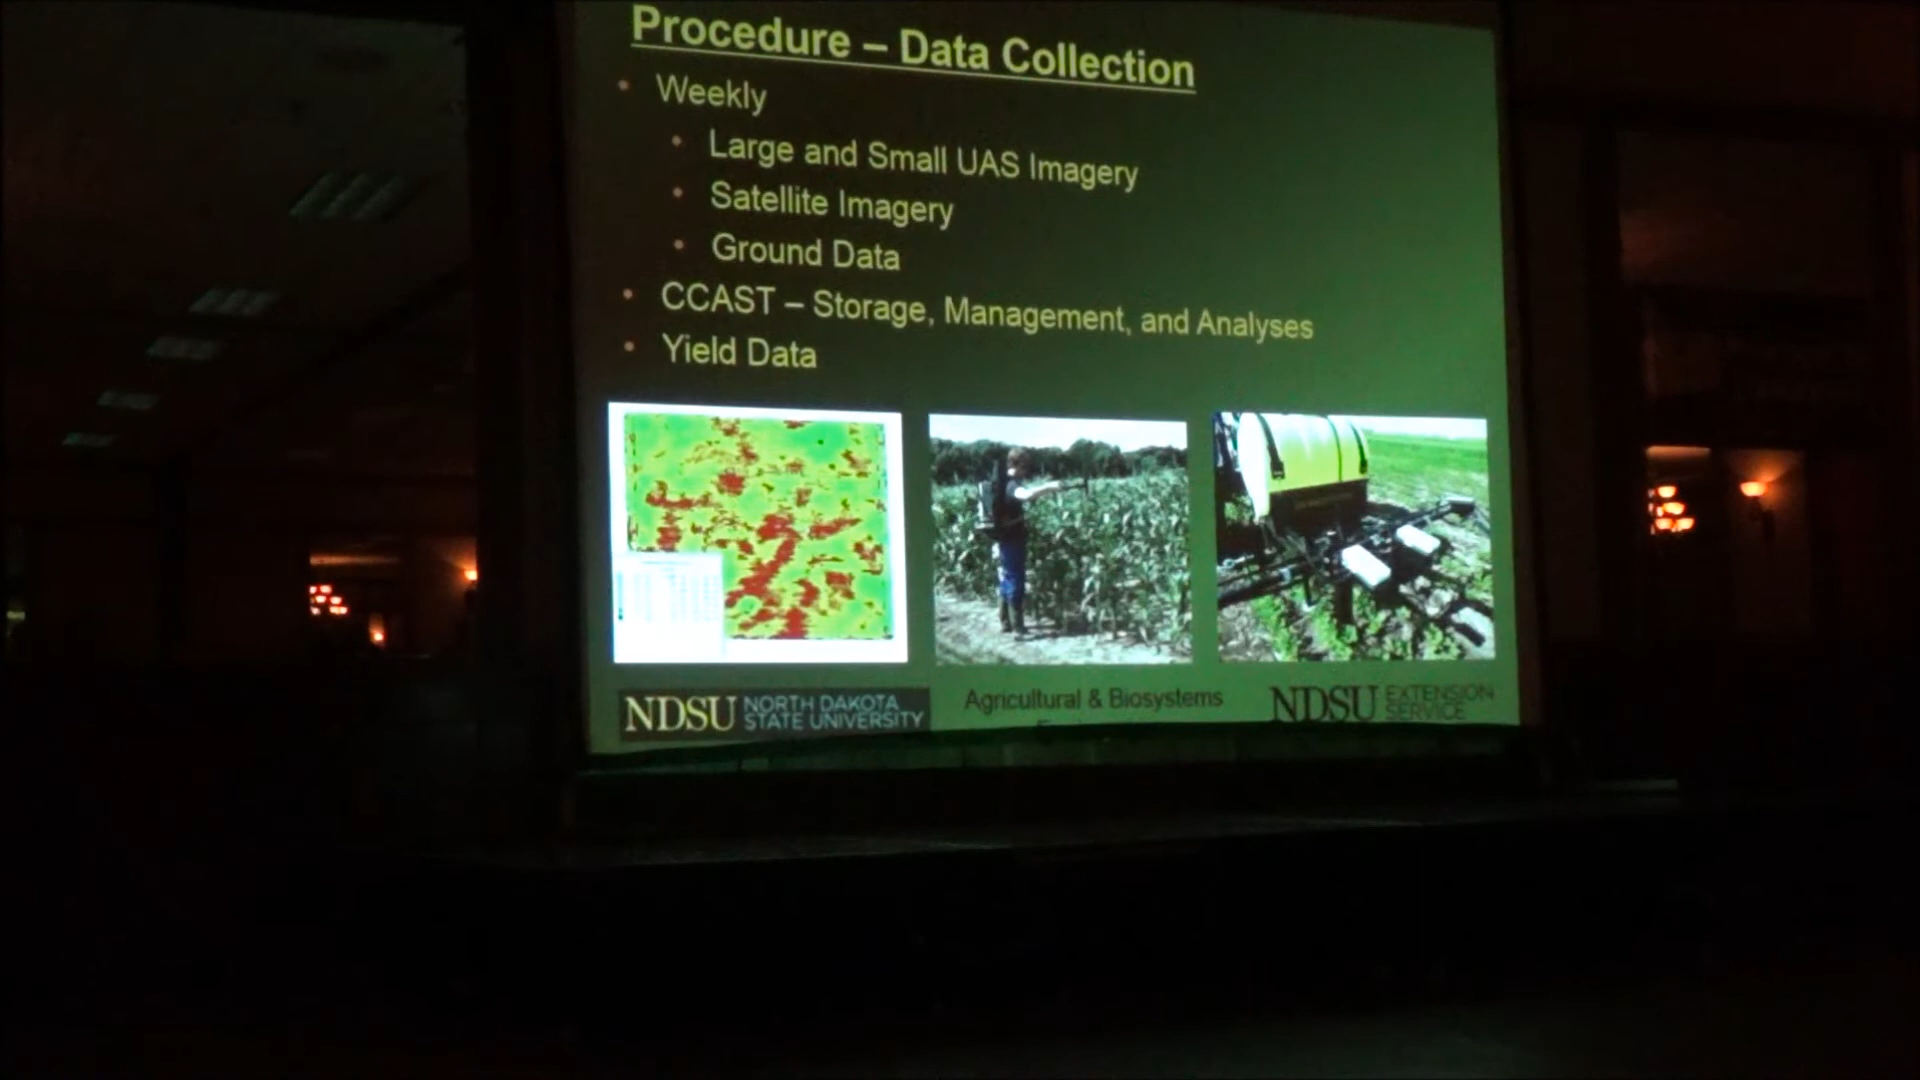 Procedure – Data Collection
• Weekly
• Large and Small UAS Imagery
• Satellite Imagery
• Ground Data
• CCAST – Storage, Management, and Analyses
• Yield Data
NDSU NORTH DAKOTA
STATE UNIVERSITY
Agricultural & Biosystems
NDSU EXTENSION
SERVICE